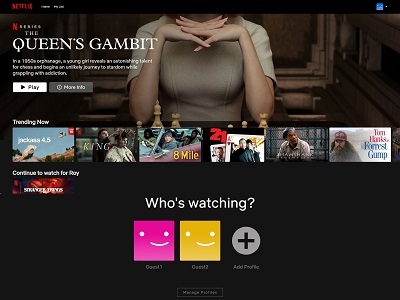 NETFLIX Home My List
N SERIES
THE
QUEEN'S GAMBIT
In a 1950s orphanage, a young girl reveals an astonishing talent
for chess and begins an unlikely journey to stardom while
grappling with addiction.
Play More Info
Trending Now
jackass 4,5
KING
8 Mile
21
Tom
Hanks
Forrest
Gump
Continue to watch for Roy
STRANGER THINGS
Who's watching?
Guest1 Guest2 Add Profile
Manage Profiles